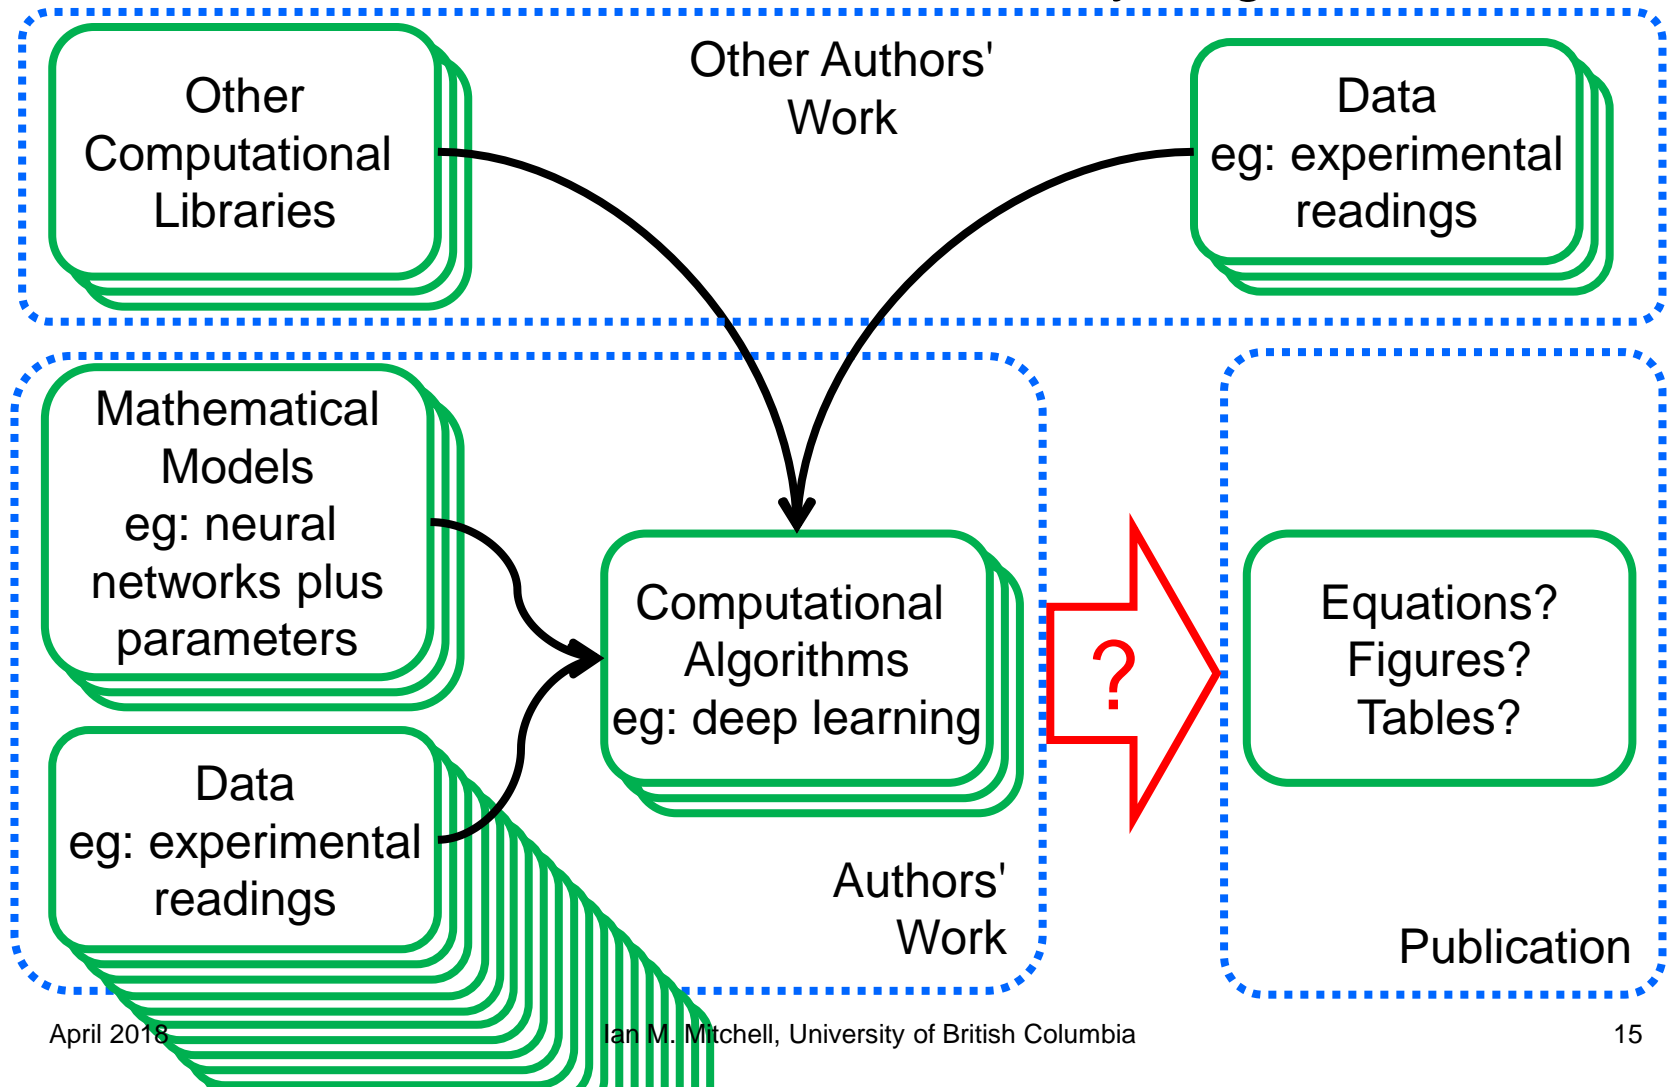 Other Authors'
Work
Other
Computational
Libraries
Data
eg: experimental
readings
Mathematical
Models
eg: neural
networks plus
parameters
Data
eg: experimental
readings
Computational
Algorithms
eg: deep learning
Authors'
Work
?
Equations?
Figures?
Tables?
Publication
April 2018
Ian M. Mitchell, University of British Columbia
15